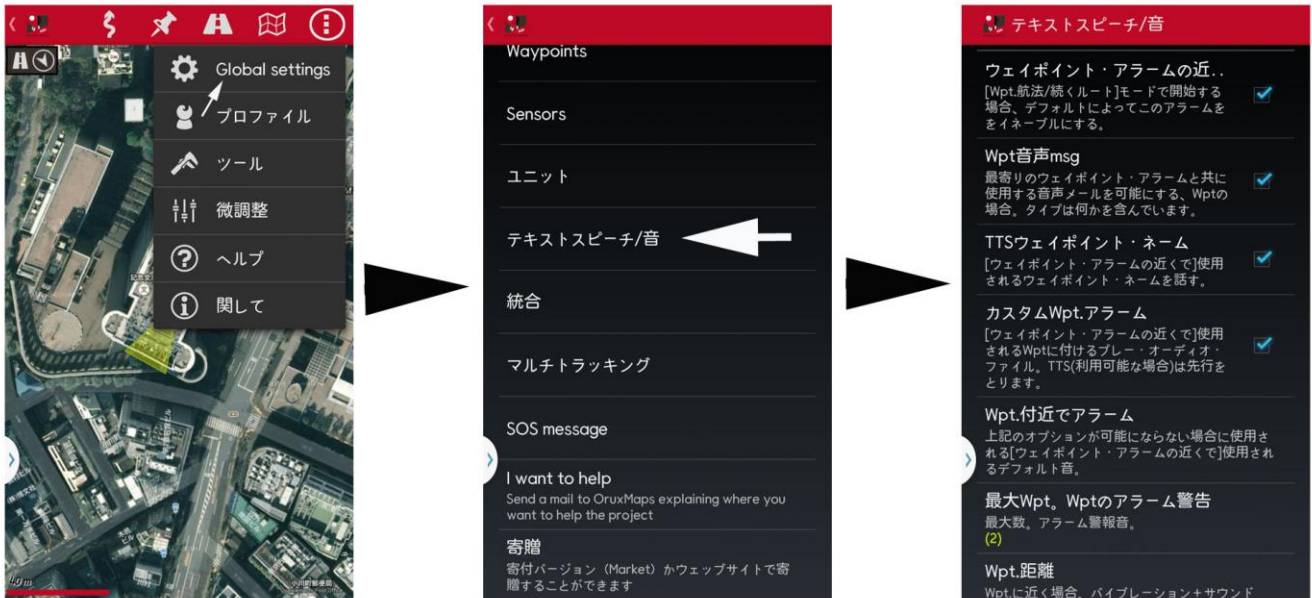 Global settings
プロファイル
ツール
微調整
ヘルプ
関して
40m
小川町郵便局
Waypoints
Sensors
ユニット
テキストスピーチ/音
統合
マルチトラッキング
SOS message
I want to help
Send a mail to OruxMaps explaining where you
want to help the project
寄贈
寄付バージョン（Market）かウェッブサイトで寄
贈することができます
テキストスピーチ/音
ウェイポイント・アラームの近..
[Wpt.航法/続くルート]モードで開始する
場合、デフォルトによってこのアラームを
をイネーブルにする。
Wpt音声msg
最寄りのウェイポイント・アラームと共に
使用する音声メールを可能にする、Wptの
場合。タイプは何かを含んでいます。
TTSウェイポイント・ネーム
[ウェイポイント・アラームの近くで]使用
されるウェイポイント・ネームを話す。
カスタムWpt.アラーム
[ウェイポイント・アラームの近くで]使用
されるWptに付けるプレー・オーディオ・
ファイル。TTS(利用可能な場合)は先行を
とります。
Wpt.付近でアラーム
上記のオプションが可能にならない場合に使用さ
れる[ウェイポイント・アラームの近くで]使用され
るデフォルト音。
最大Wpt。Wptのアラーム警告
最大数。アラーム警報音。
(2)
Wpt.距離
Wpt.に近く場合、バイブレーション+サウンド